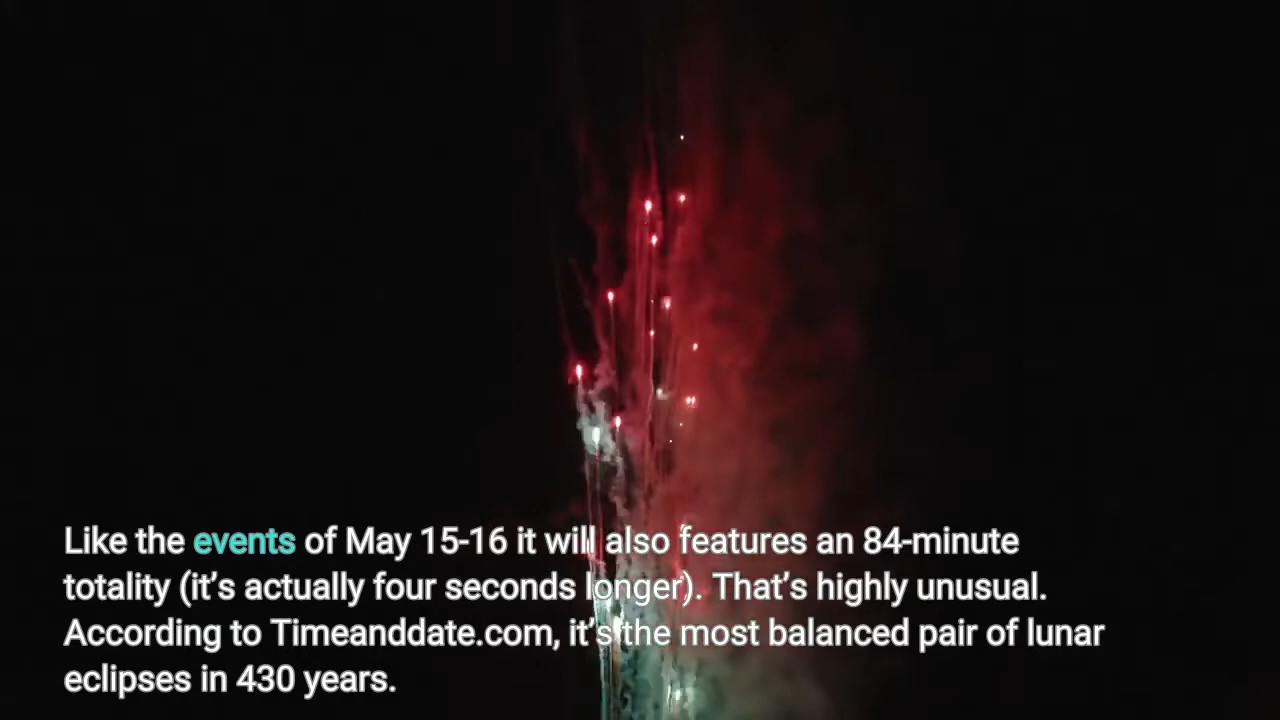 Like the events of May 15-16 it will also features an 84-minute
totality (it’s actually four seconds longer). That’s highly unusual.
According to Timeanddate.com, it’s the most balanced pair of lunar
eclipses in 430 years.